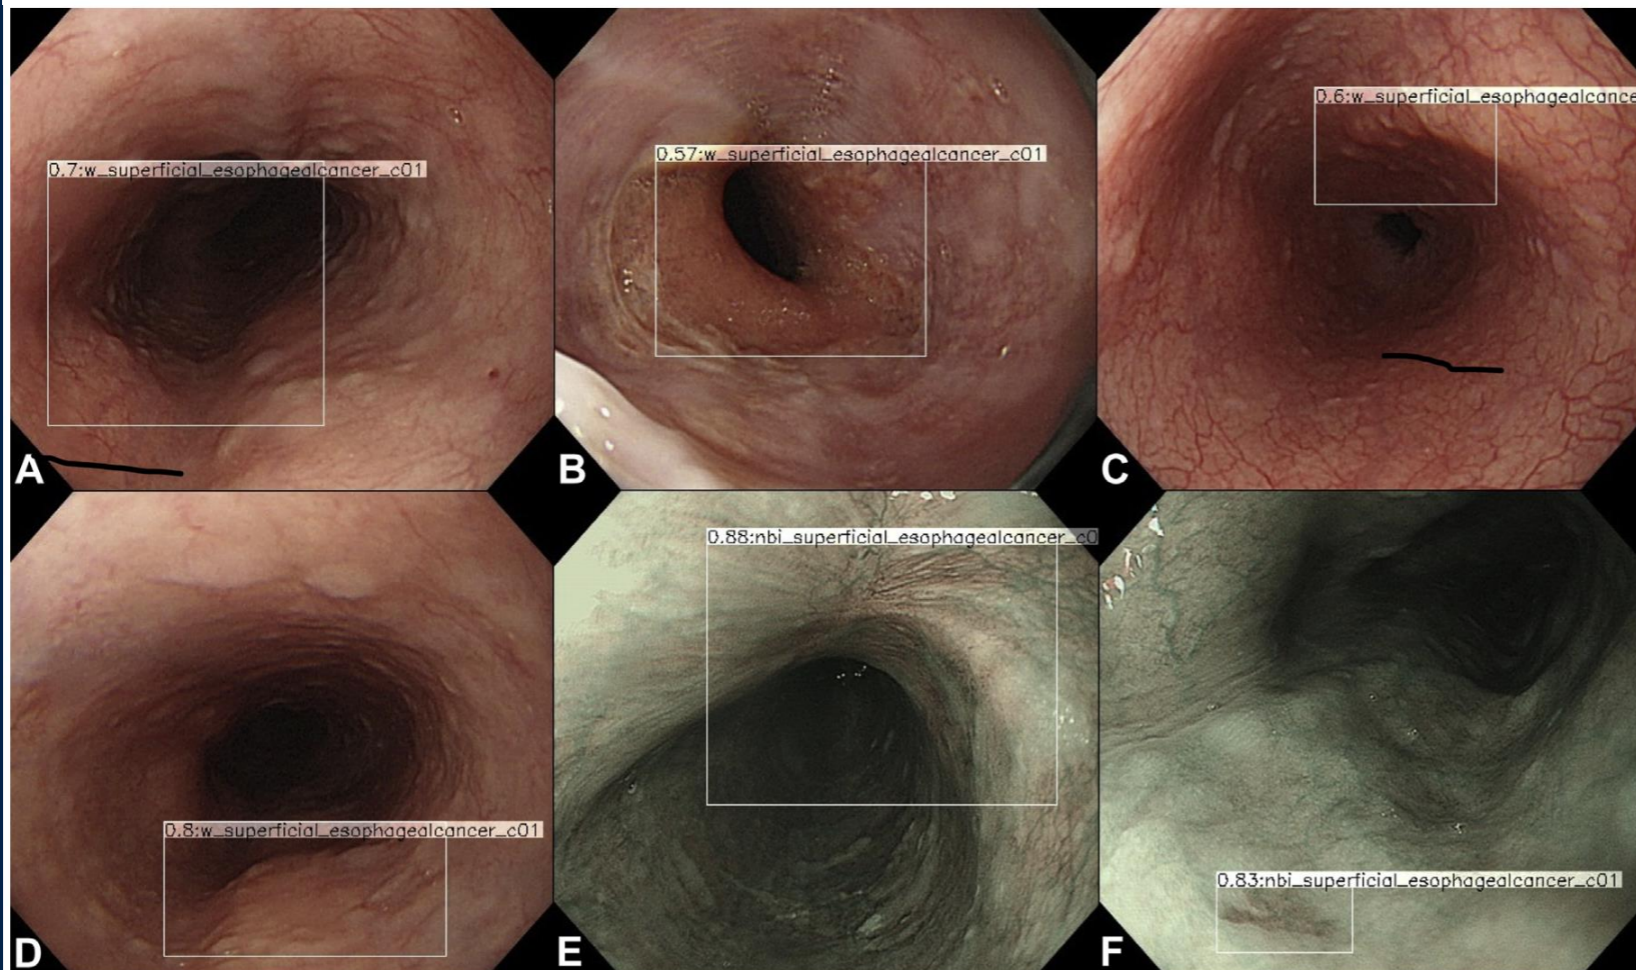 0.7:w_superficial_esophagealcancer_c01
0.57:w_superficial_esophagealcancer_c01
0.6:w_superficial_esophagealcance
A
B
C
0.8:w_superficial_esophagealcancer_c01
0.88:nbi_superficial_esophagealcancer_c0
0.83:nbi_superficial_esophagealcancer_c01
D
E
F